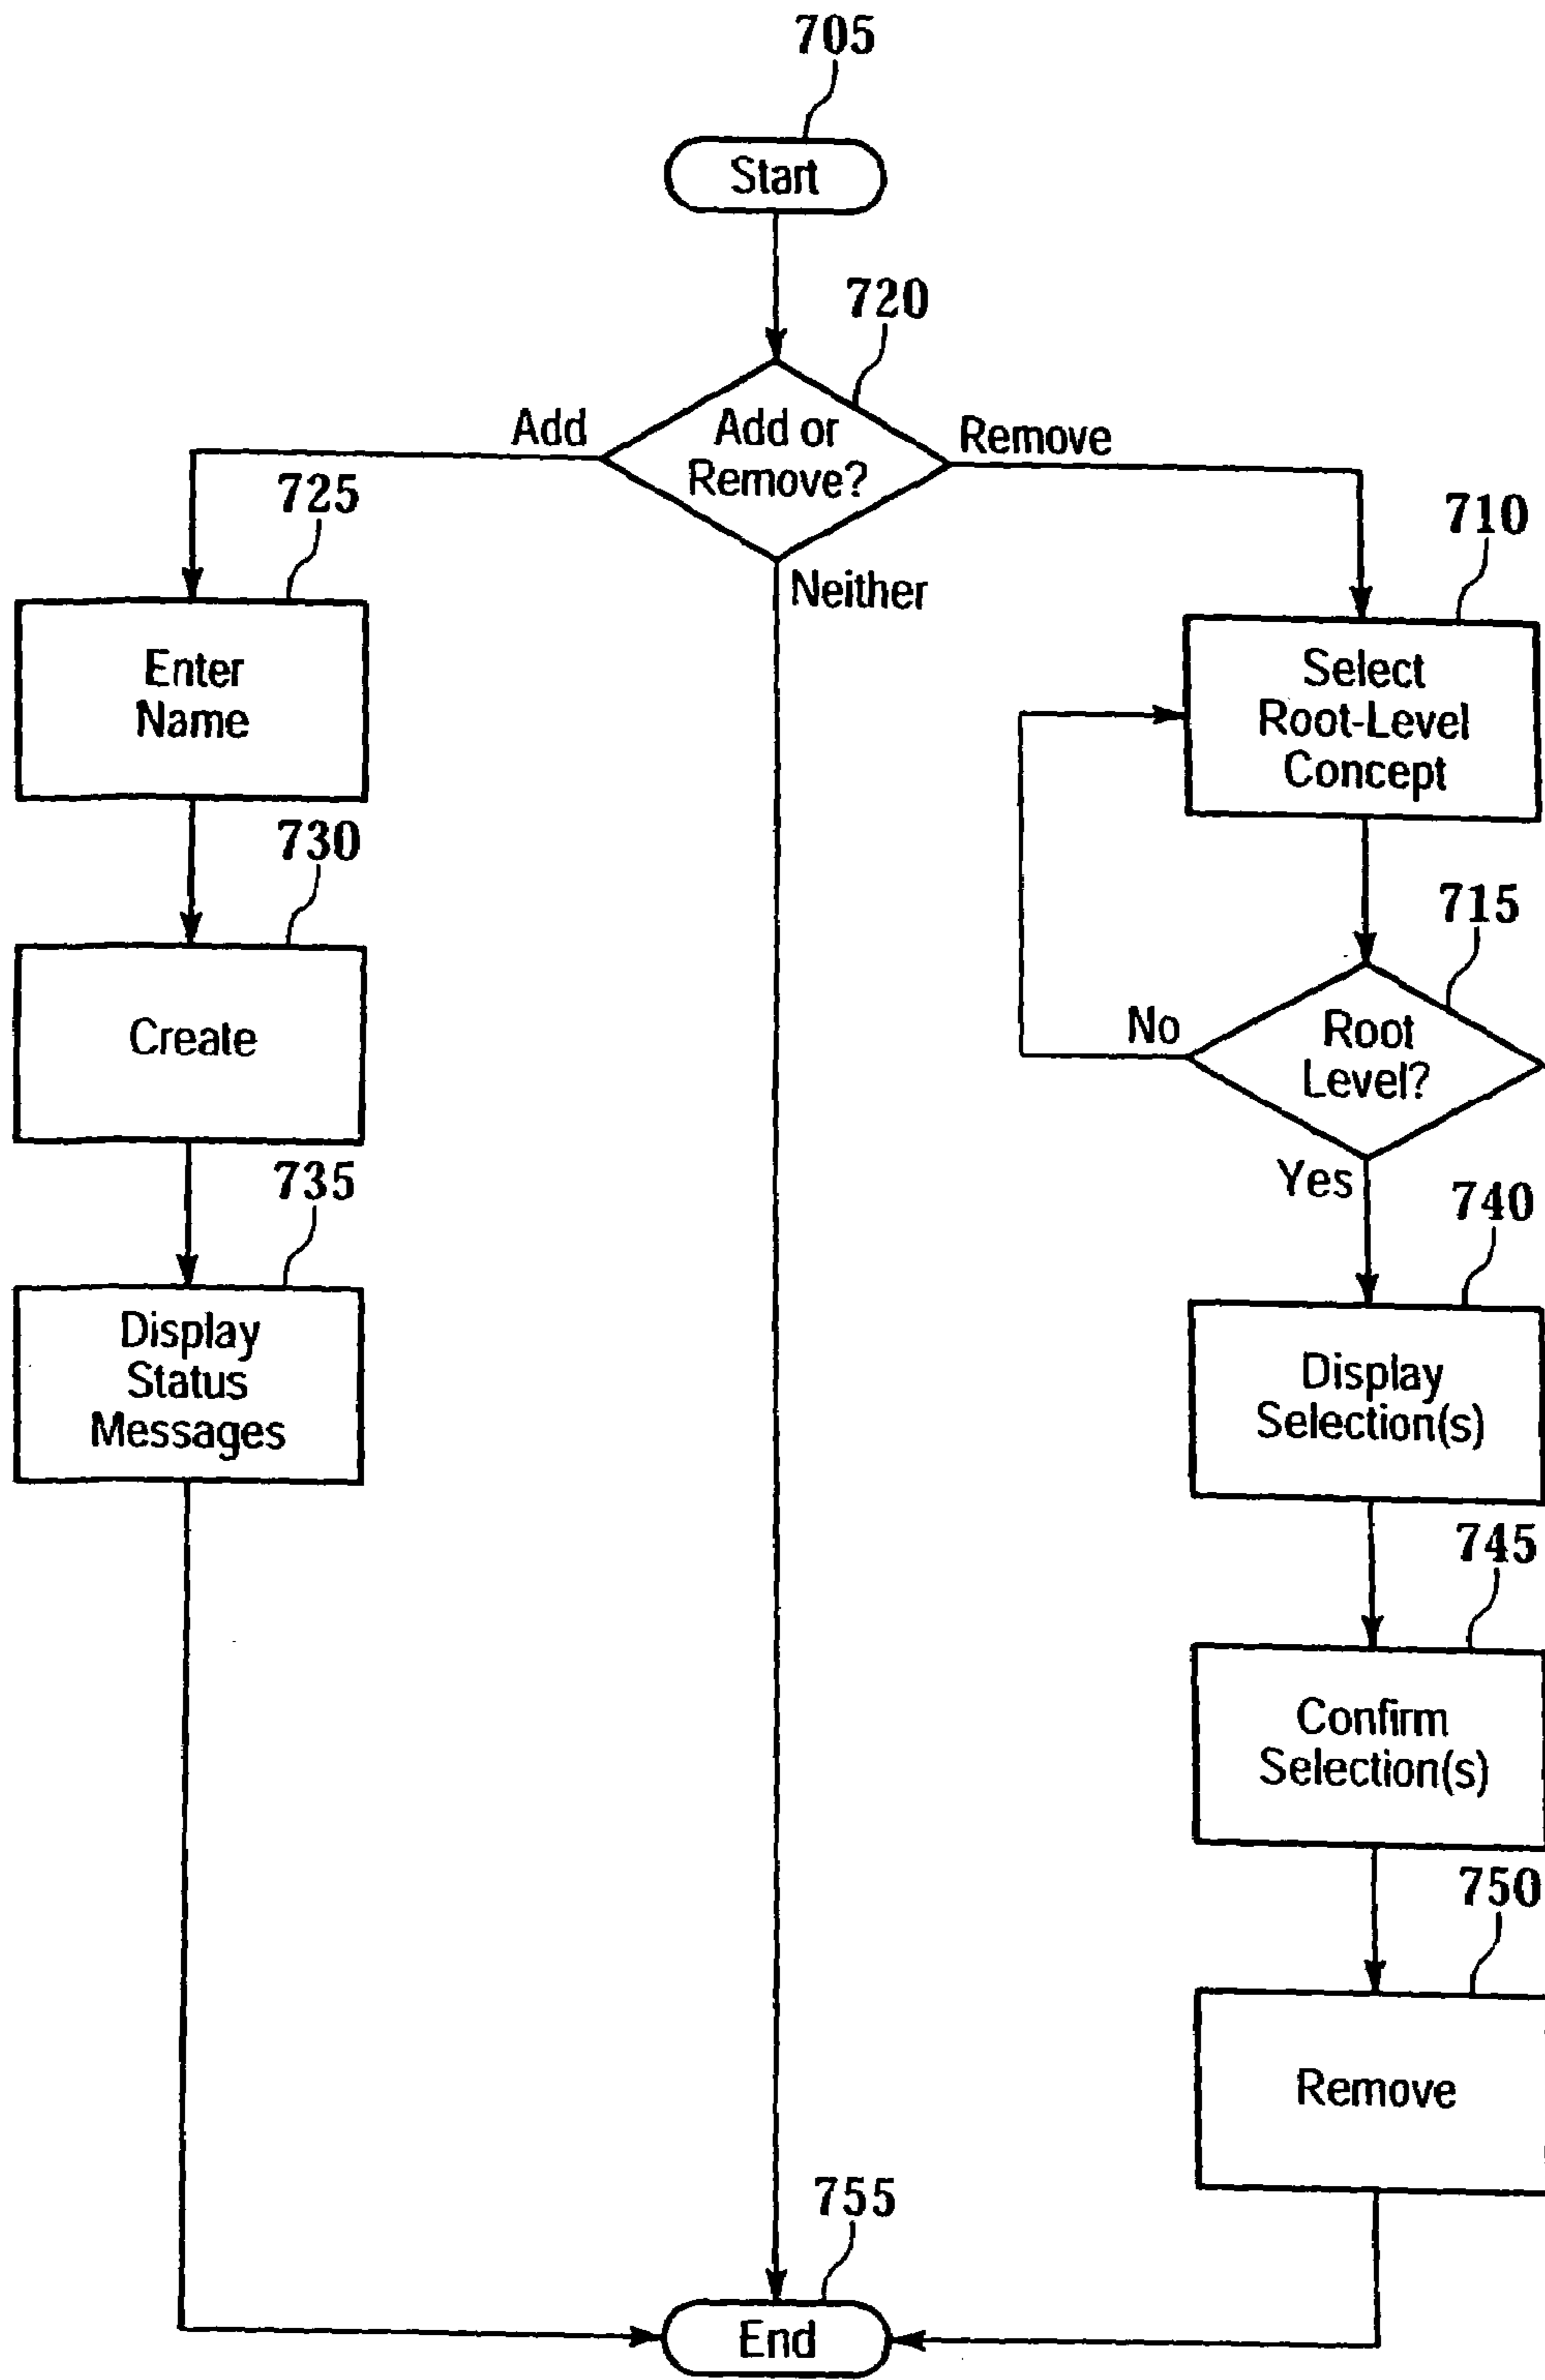 705
Start
720
Add or
Remove?
Add
Remove
Neither
725
Enter
Name
710
Select
Root-Level
Concept
730
Create
715
Root
Level?
No
Yes
735
Display
Status
Messages
740
Display
Selection(s)
745
Confirm
Selection(s)
750
Remove
755
End